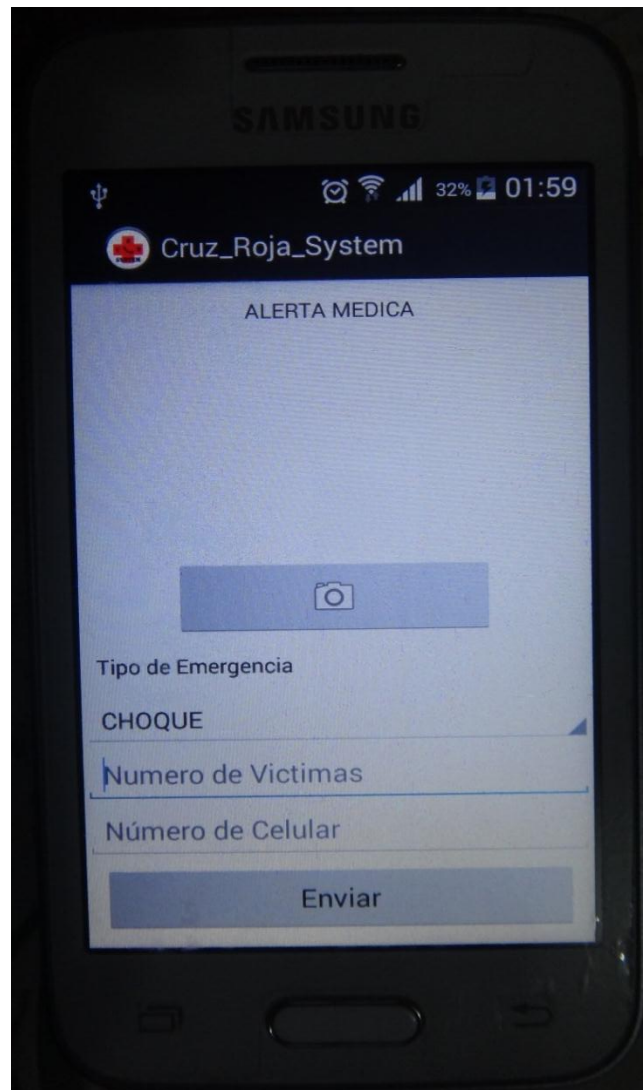 SAMSUNG
32% 01:59
Cruz_Roja_System
ALERTA MEDICA
Tipo de Emergencia
CHOQUE
Numero de Victimas
Número de Celular
Enviar